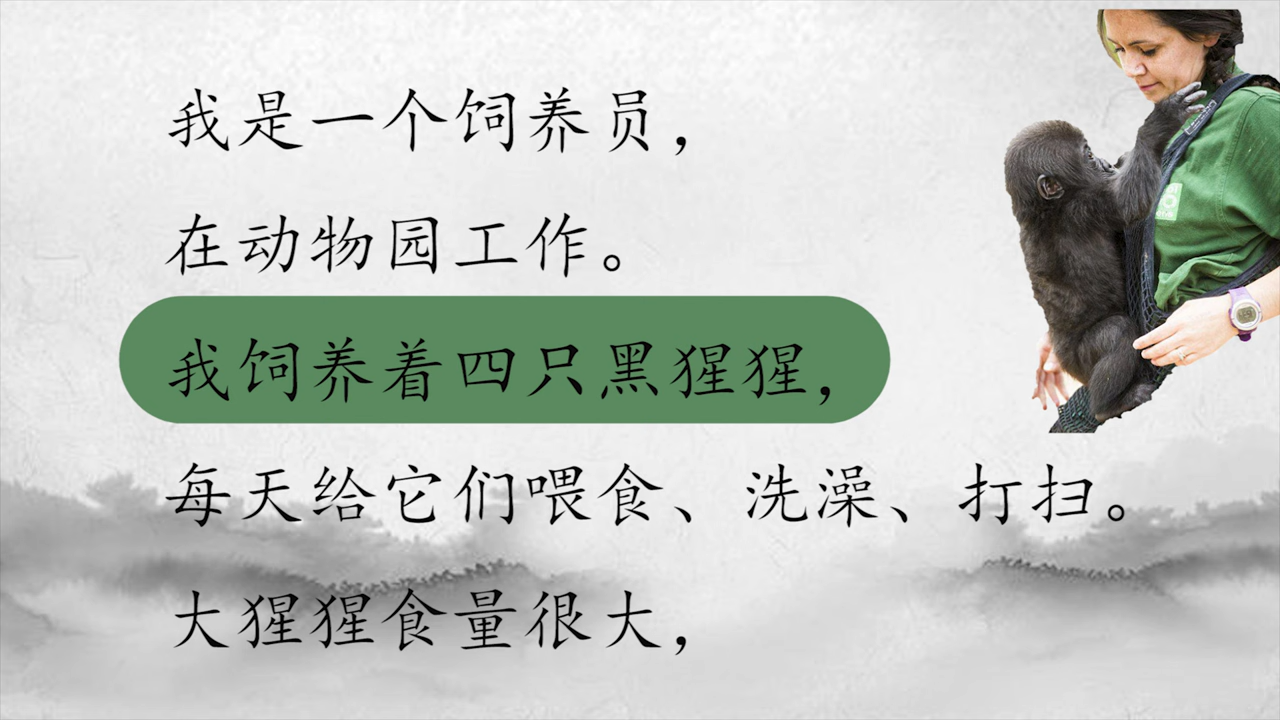 我是一个饲养员，
在动物园工作。
我饲养着四只黑猩猩，
每天给它们喂食、洗澡、打扫。
大猩猩食量很大，